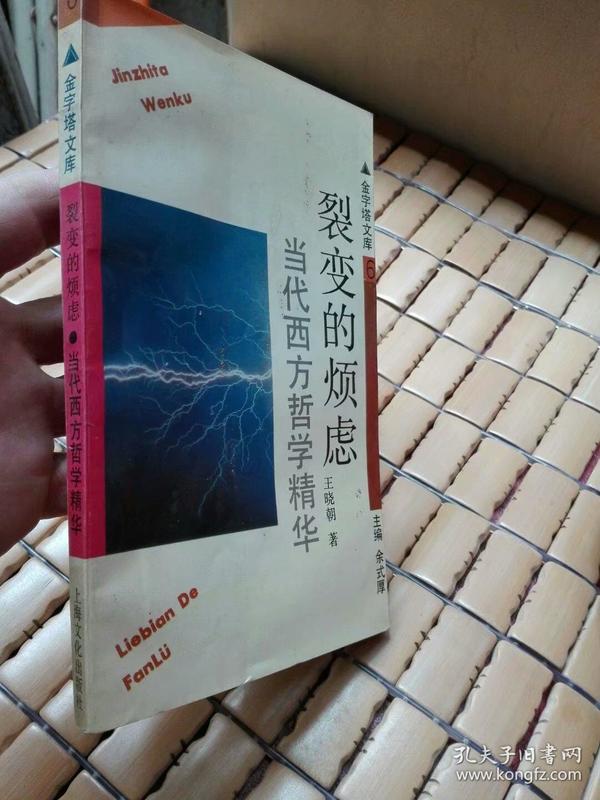 6
金字塔文库
裂变的烦虑●当代西方哲学精华
上海文化出版社
Jinzhita
Wenku
金字塔文库
6
裂变的烦虑
当代西方哲学精华
王晓朝 著
主编 余式厚
Liebian De
FanLü
孔夫子旧书网
www.kongfz.com